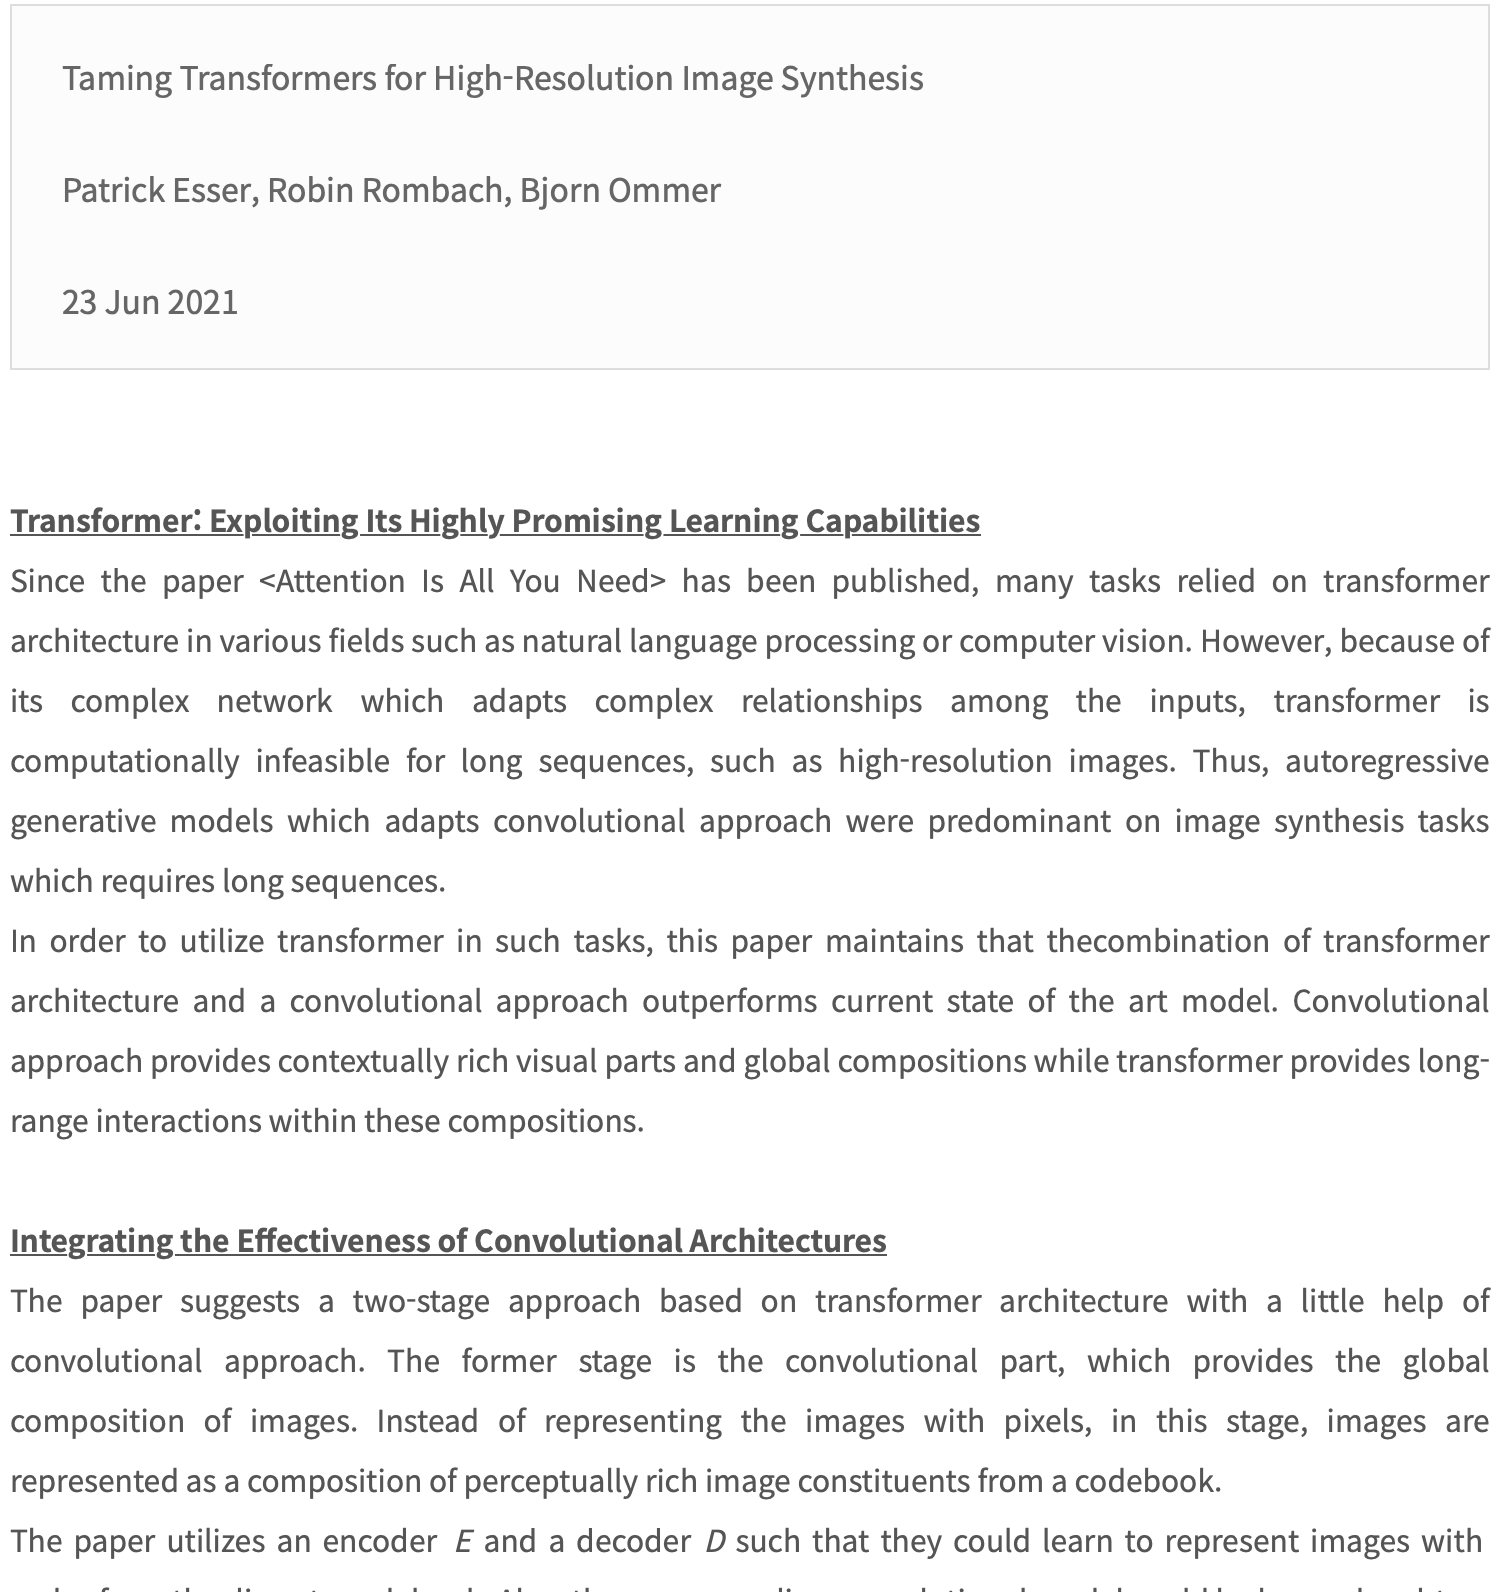 Taming Transformers for High-Resolution Image Synthesis
Patrick Esser, Robin Rombach, Bjorn Ommer
23 Jun 2021
Transformer: Exploiting Its Highly Promising Learning Capabilities
Since the paper <Attention Is All You Need> has been published, many tasks relied on transformer
architecture in various fields such as natural language processing or computer vision. However, because of
its complex network which adapts complex relationships among the inputs, transformer is
computationally infeasible for long sequences, such as high-resolution images. Thus, autoregressive
generative models which adapts convolutional approach were predominant on image synthesis tasks
which requires long sequences.
In order to utilize transformer in such tasks, this paper maintains that thecombination of transformer
architecture and a convolutional approach outperforms current state of the art model. Convolutional
approach provides contextually rich visual parts and global compositions while transformer provides long-
range interactions within these compositions.
Integrating the Effectiveness of Convolutional Architectures
The paper suggests a two-stage approach based on transformer architecture with a little help of
convolutional approach. The former stage is the convolutional part, which provides the global
composition of images. Instead of representing the images with pixels, in this stage, images are
represented as a composition of perceptually rich image constituents from a codebook.
The paper utilizes an encoder E and a decoder D such that they could learn to represent images with